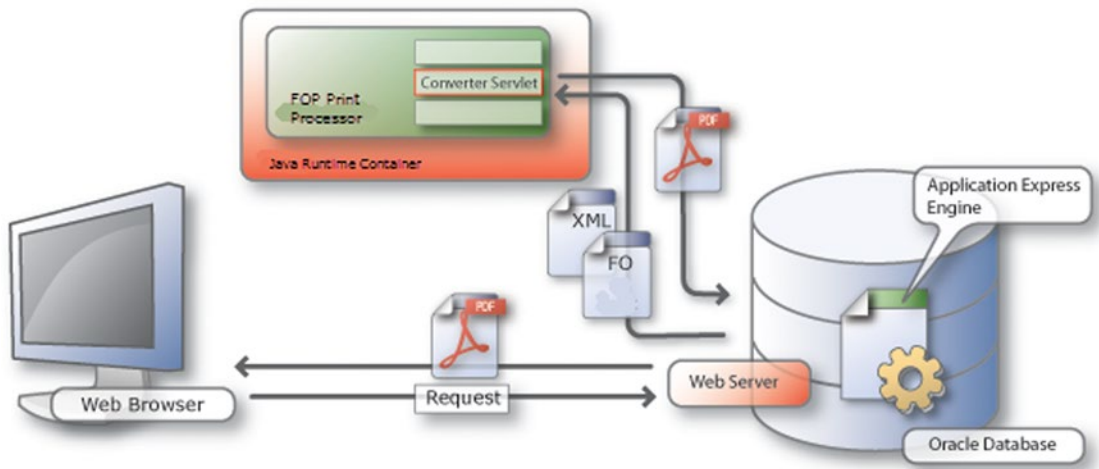 Converter Servlet
FOP Print
Processor
Java Runtime Container
PDF
Application Express
Engine
XML
FO
PDF
Web Server
Web Browser
Request
Oracle Database